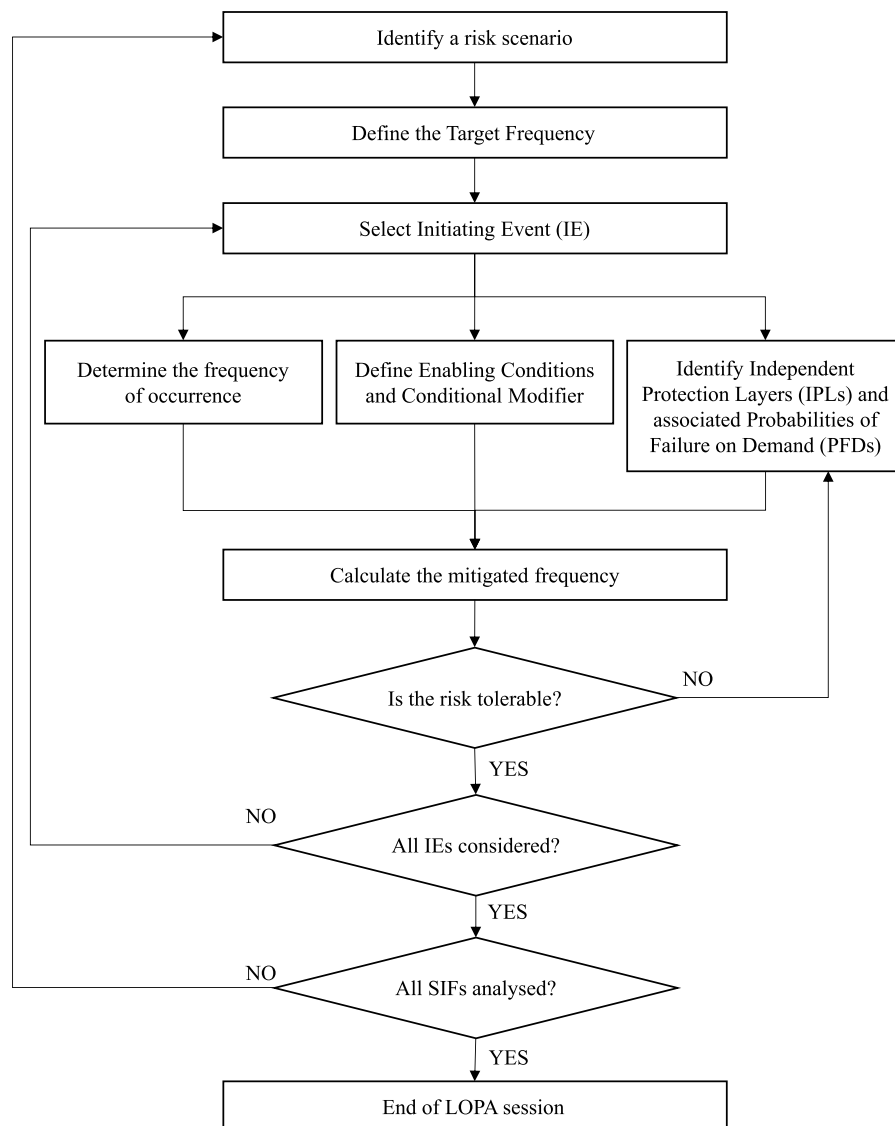 Identify a risk scenario
Define the Target Frequency
Select Initiating Event (IE)
Determine the frequency
of occurrence
Define Enabling Conditions
and Conditional Modifier
Identify Independent
Protection Layers (IPLs) and
associated Probabilities of
Failure on Demand (PFDs)
Calculate the mitigated frequency
Is the risk tolerable?
NO
YES
All IEs considered?
NO
YES
All SIFs analysed?
NO
YES
End of LOPA session